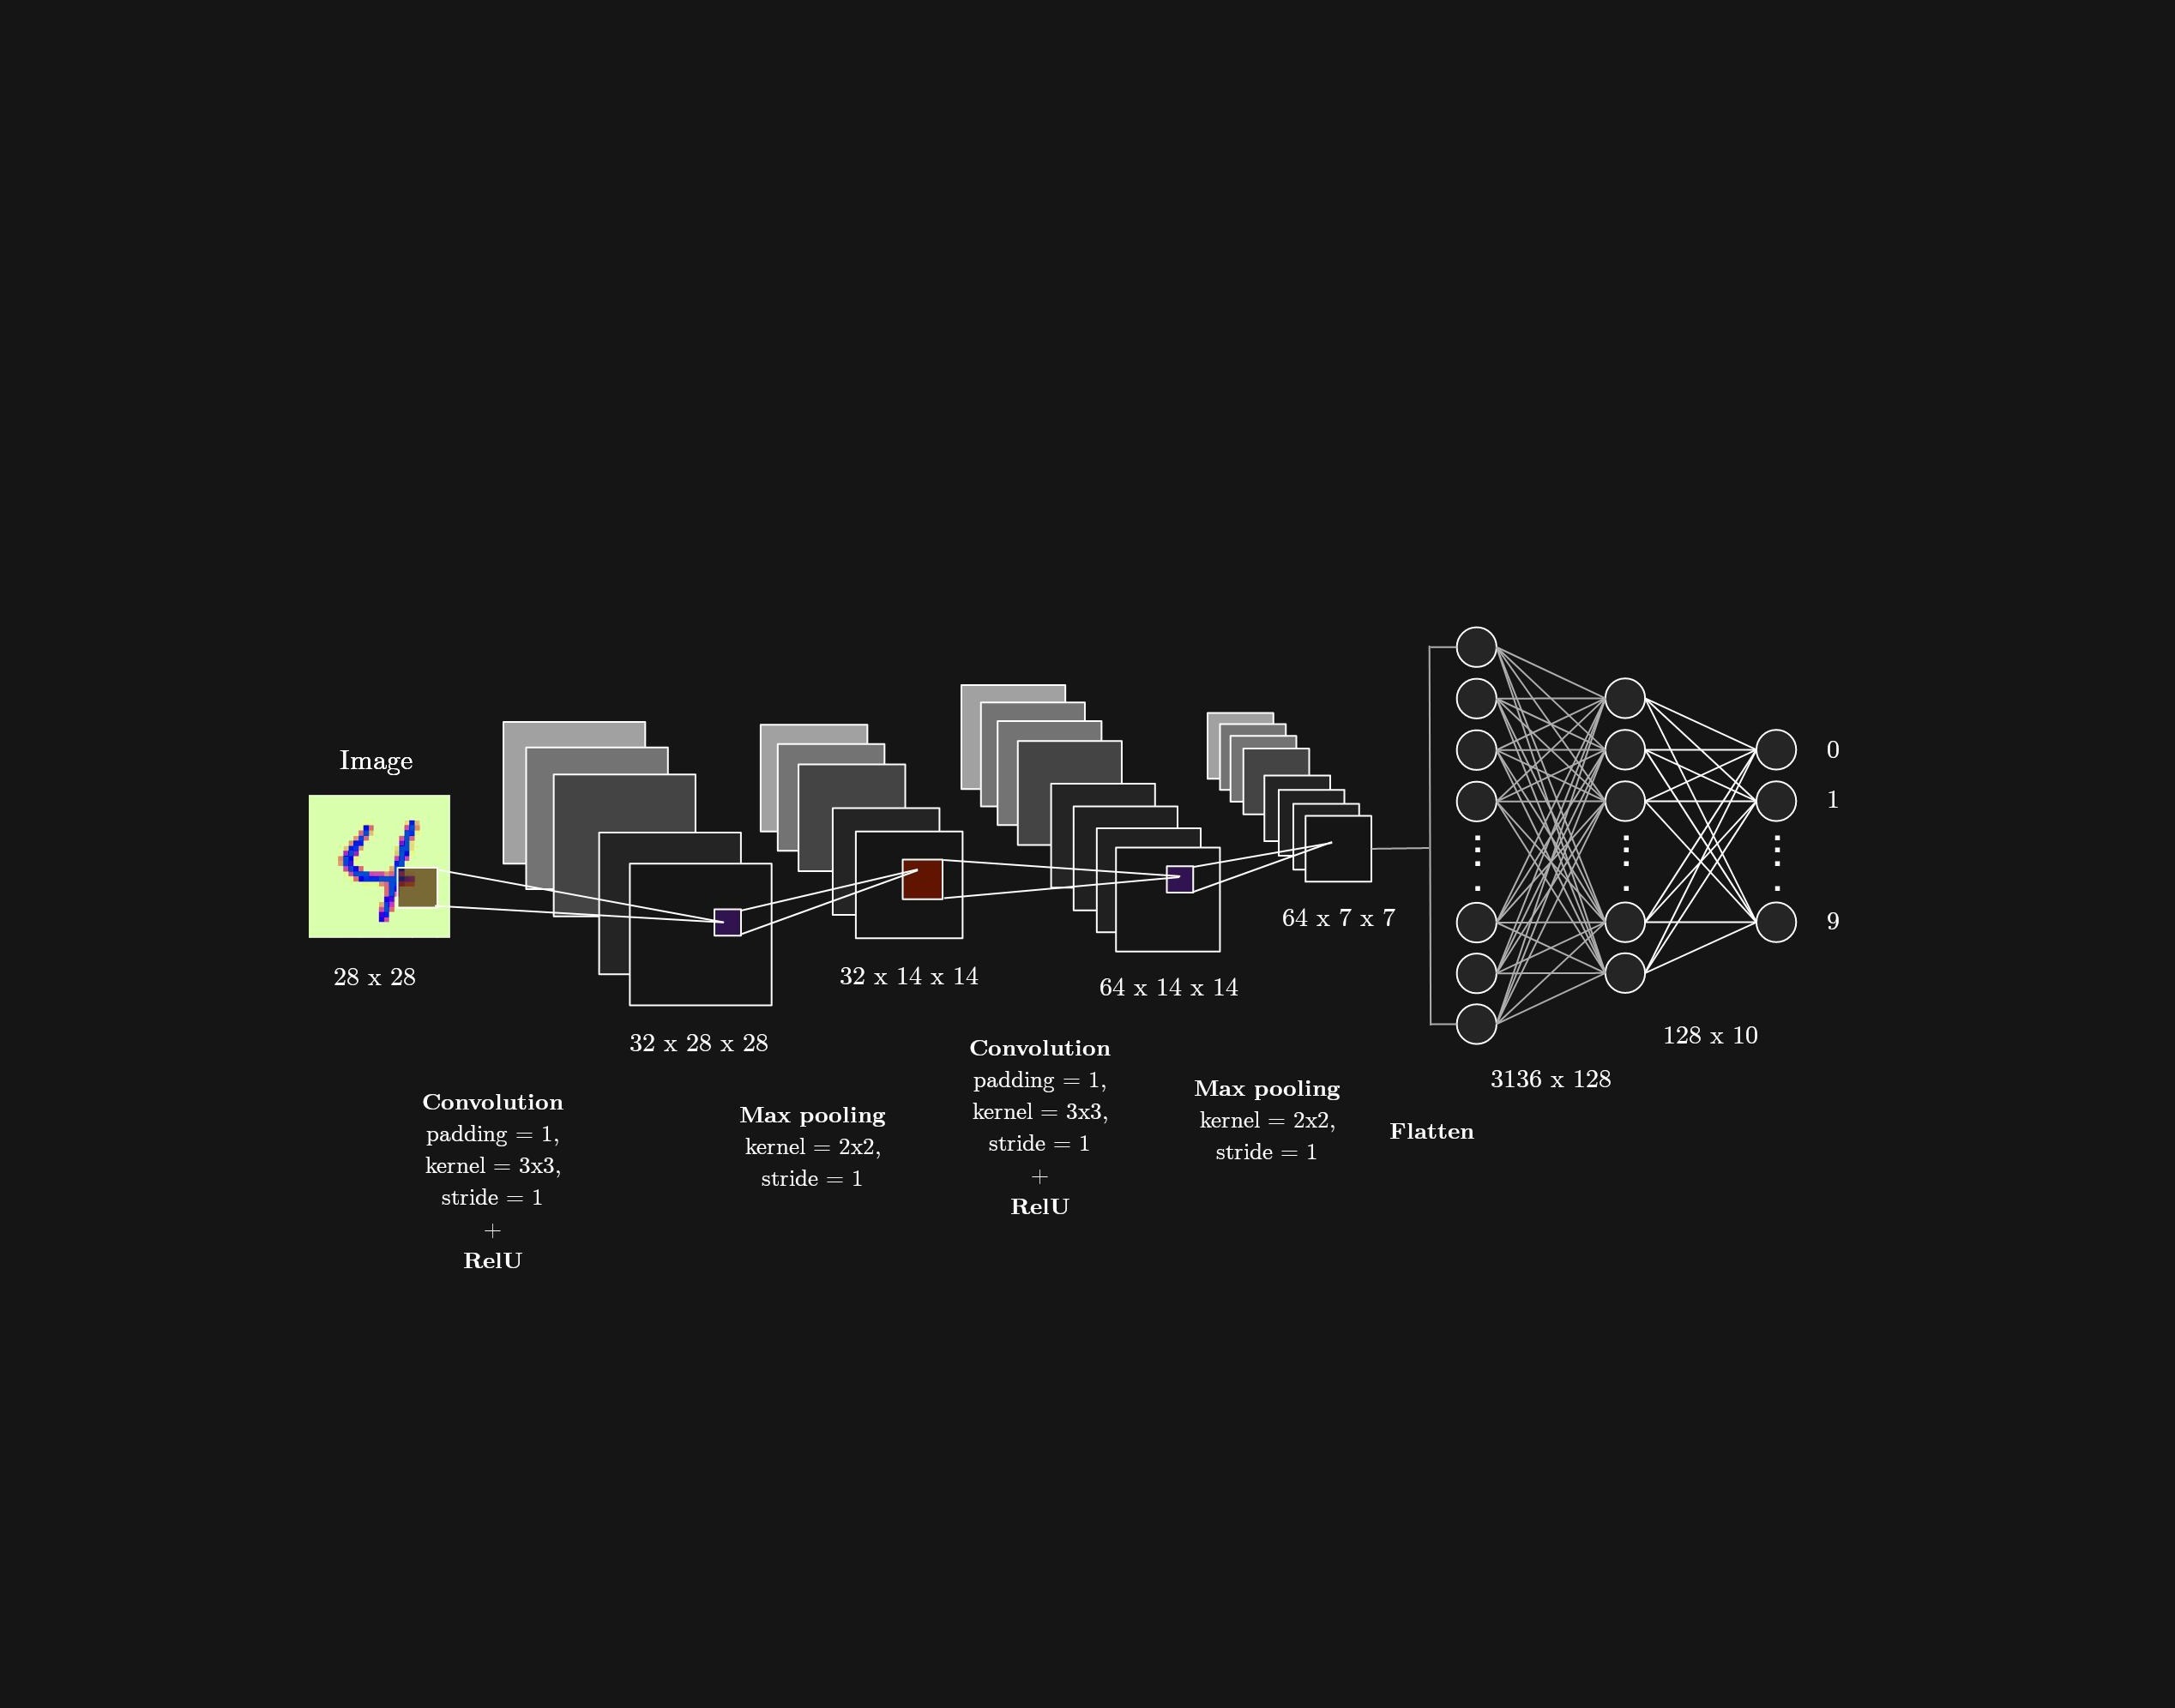 Image
28 x 28
32 x 28 x 28
Convolution
padding = 1,
kernel = 3x3,
stride = 1
+
RelU
32 x 14 x 14
Max pooling
kernel = 2x2,
stride = 1
64 x 14 x 14
Convolution
padding = 1,
kernel = 3x3,
stride = 1
+
RelU
64 x 7 x 7
Max pooling
kernel = 2x2,
stride = 1
Flatten
3136 x 128
128 x 10
0
1
9